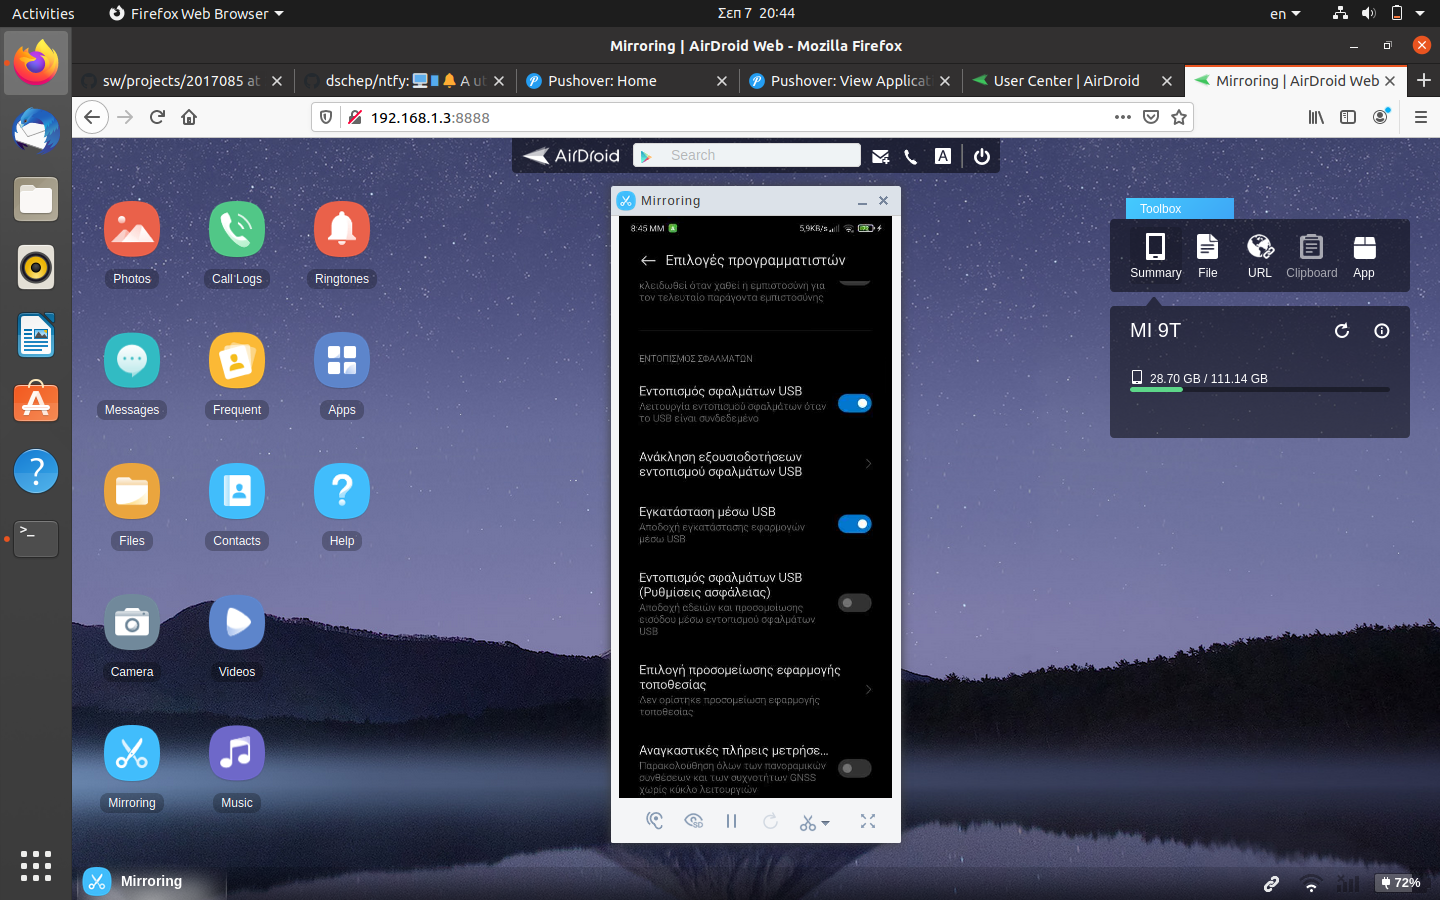 Activities
Firefox Web Browser
Σεπ 7 20:44
en
Mirroring | AirDroid Web - Mozilla Firefox
sw/projects/2017085 at
dschep/ntfy: A ut
Pushover: Home
Pushover: View Applicat
User Center | AirDroid
Mirroring | AirDroid Web
192.168.1.3:8888
AirDroid
Search
A
Photos
Call Logs
Ringtones
Messages
Frequent
Apps
Files
Contacts
Help
Camera
Videos
Mirroring
Music
Mirroring
8:45 MM
5,9KB/s
Επιλογές προγραμματιστών
κλειδωθεί όταν χαθεί η εμπιστοσύνη για
τον τελευταίο παράγοντα εμπιστοσύνης
ΕΝΤΟΠΙΣΜΟΣ ΣΦΑΛΜΑΤΩΝ
Εντοπισμός σφαλμάτων USB
Λειτουργία εντοπισμού σφαλμάτων όταν
το USB είναι συνδεδεμένο
Ανάκληση εξουσιοδοτήσεων
εντοπισμού σφαλμάτων USB
Εγκατάσταση μέσω USB
Αποδοχή εγκατάστασης εφαρμογών
μέσω USB
Εντοπισμός σφαλμάτων USB
(Ρυθμίσεις ασφάλειας)
Αποδοχή αδειών και προσομοίωσης
εισόδου μέσω εντοπισμού σφαλμάτων
USB
Επιλογή προσομείωσης εφαρμογής
τοποθεσίας
Δεν ορίστηκε προσομείωση εφαρμογής
τοποθεσίας
Αναγκαστικές πλήρεις μετρήσε...
Παρακολούθηση όλων των πανοραμικών
συνθέσεων και των συχνοτήτων GNSS
χωρίς κύκλο λειτουργιών
SD
Toolbox
Summary
File
URL
Clipboard
App
MI 9T
28.70 GB / 111.14 GB
Mirroring
72%